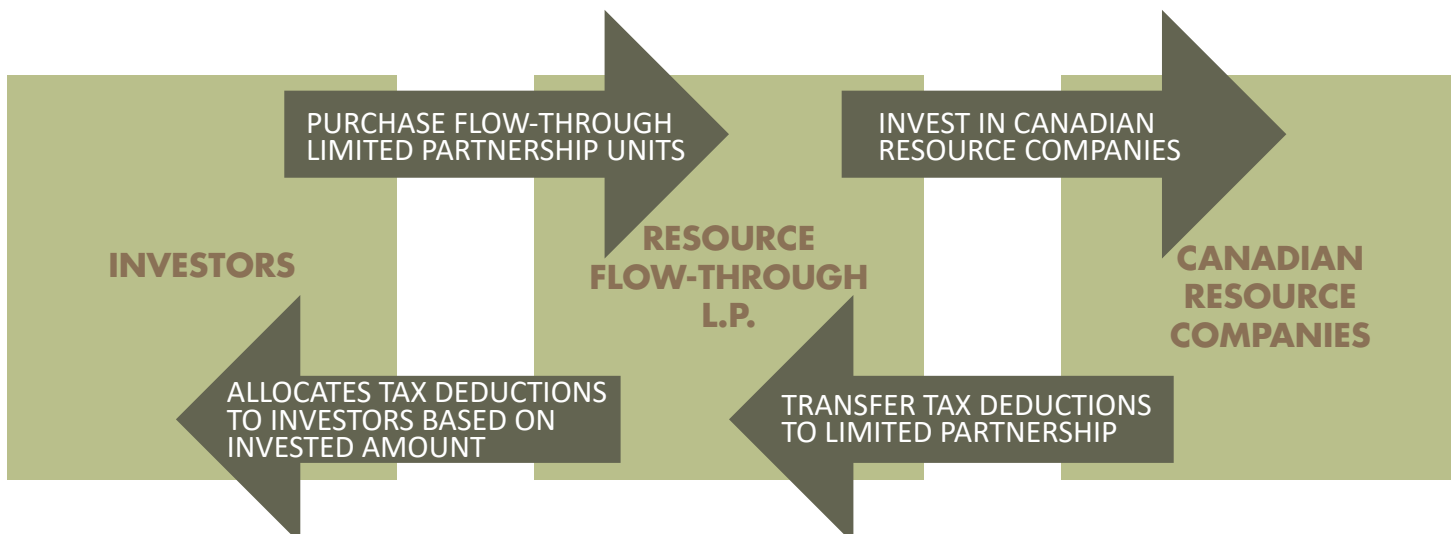 PURCHASE FLOW-THROUGH
LIMITED PARTNERSHIP UNITS
INVEST IN CANADIAN
RESOURCE COMPANIES
INVESTORS
RESOURCE
FLOW-THROUGH
L.P.
CANADIAN
RESOURCE
COMPANIES
ALLOCATES TAX DEDUCTIONS
TO INVESTORS BASED ON
INVESTED AMOUNT
TRANSFER TAX DEDUCTIONS
TO LIMITED PARTNERSHIP